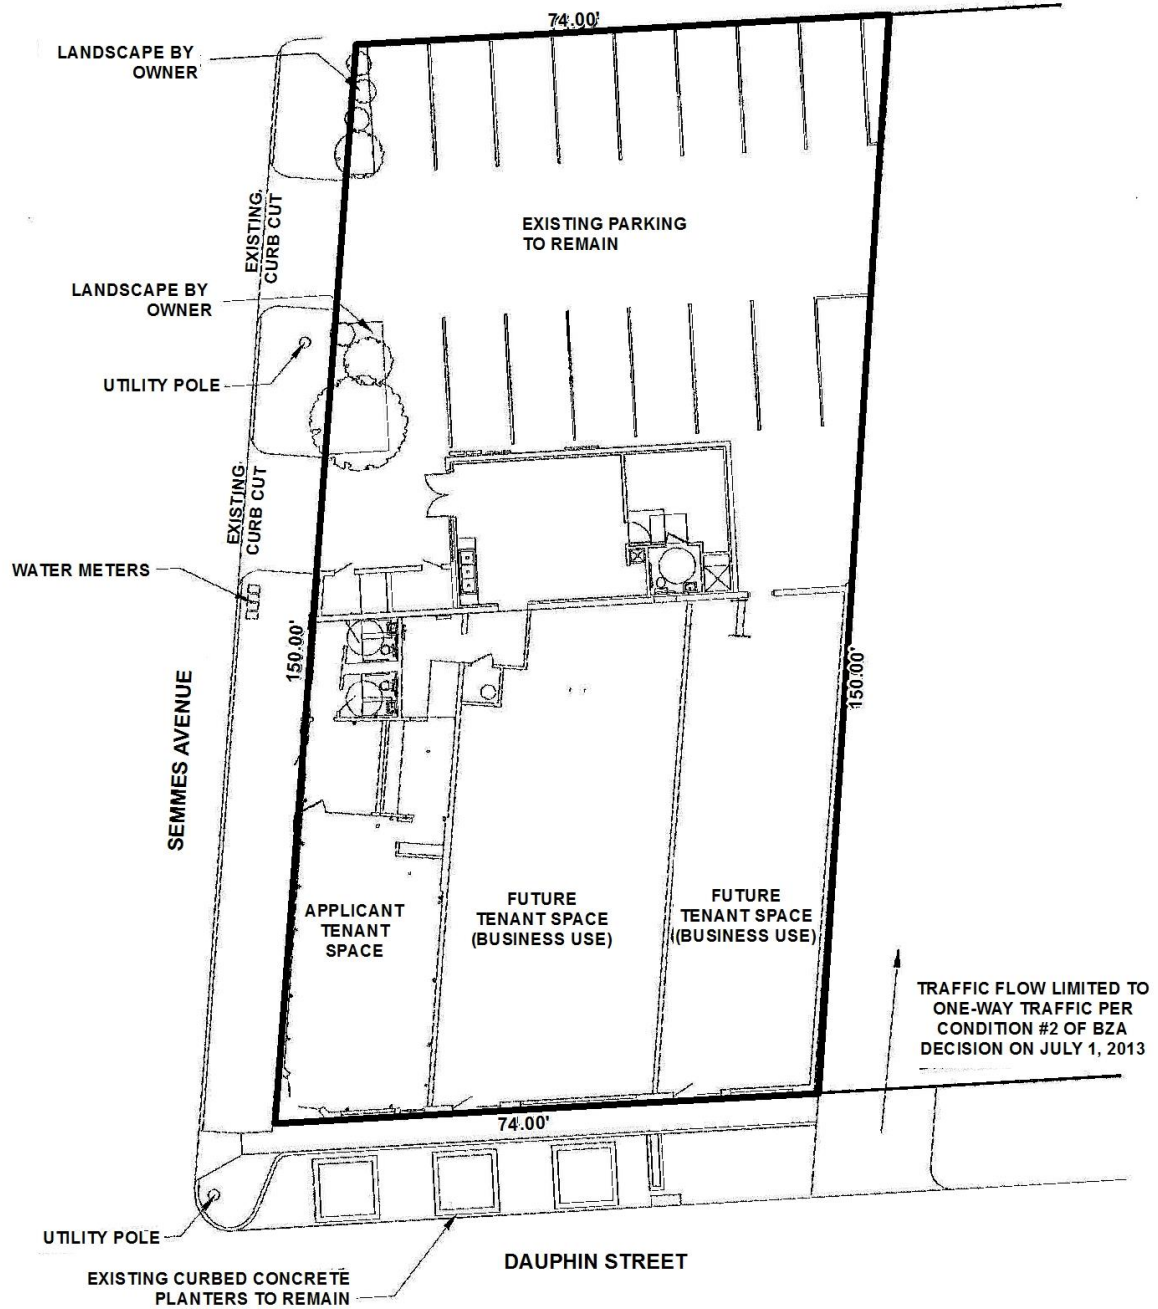 74.00'
LANDSCAPE BY
OWNER
EXISTING
CURB CUT
EXISTING PARKING
TO REMAIN
LANDSCAPE BY
OWNER
UTILITY POLE
EXISTING
CURB CUT
WATER METERS
150.00'
150.00'
SEMMES AVENUE
APPLICANT
TENANT
SPACE
FUTURE
TENANT SPACE
(BUSINESS USE)
FUTURE
TENANT SPACE
(BUSINESS USE)
TRAFFIC FLOW LIMITED TO
ONE-WAY TRAFFIC PER
CONDITION #2 OF BZA
DECISION ON JULY 1, 2013
74.00'
UTILITY POLE
DAUPHIN STREET
EXISTING CURBED CONCRETE
PLANTERS TO REMAIN